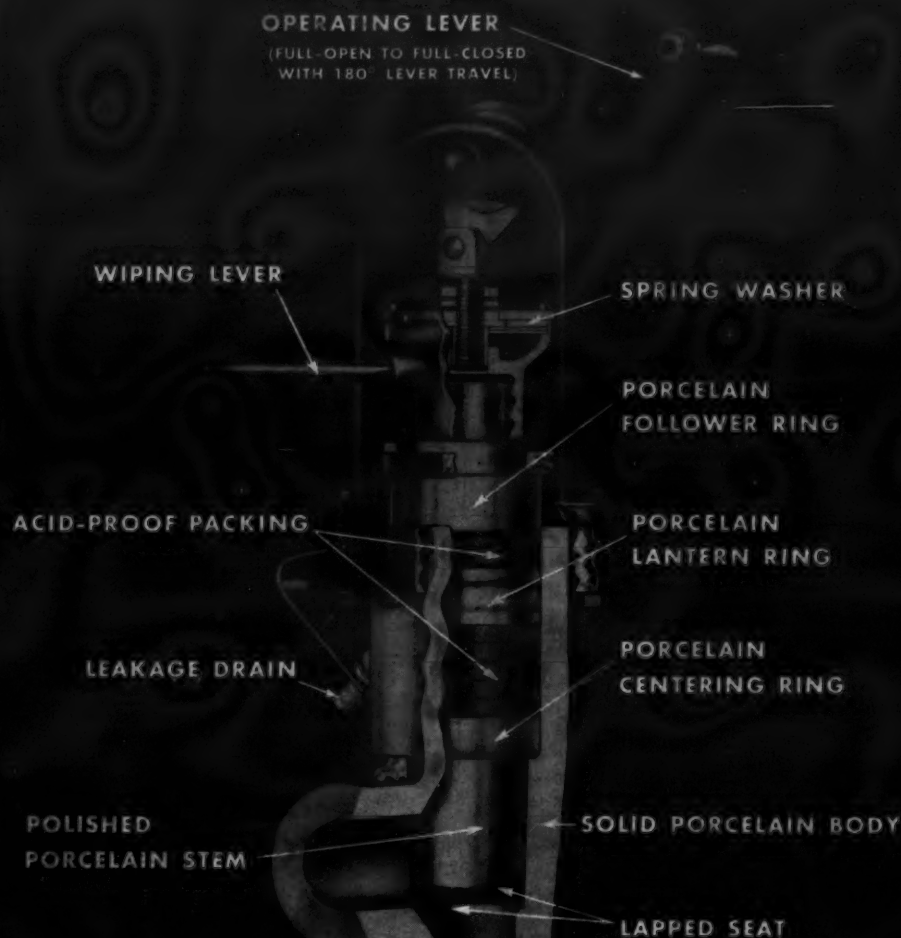 OPERATING LEVER
(FULL-OPEN TO FULL-CLOSED
WITH 180° LEVER TRAVEL)
WIPING LEVER
SPRING WASHER
PORCELAIN
FOLLOWER RING
ACID-PROOF PACKING
PORCELAIN
LANTERN RING
LEAKAGE DRAIN
PORCELAIN
CENTERING RING
POLISHED
PORCELAIN STEM
SOLID PORCELAIN BODY
LAPPED SEAT